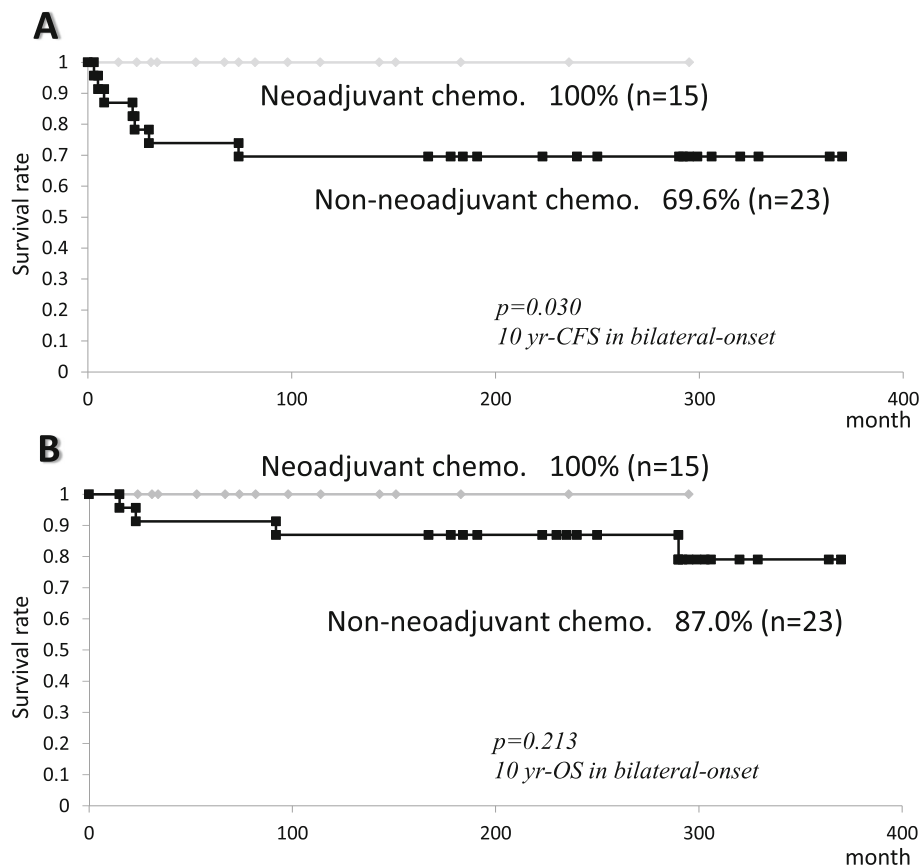 A
1
0.9
0.8
0.7
0.6
0.5
0.4
0.3
0.2
0.1
0
Survival rate
Neoadjuvant chemo. 100% (n=15)
Non-neoadjuvant chemo. 69.6% (n=23)
p=0.030
10 yr-CFS in bilateral-onset
0 100 200 300 400
month
B
Neoadjuvant chemo. 100% (n=15)
1
0.9
0.8
0.7
0.6
0.5
0.4
0.3
0.2
0.1
0
Survival rate
Non-neoadjuvant chemo. 87.0% (n=23)
p=0.213
10 yr-OS in bilateral-onset
0 100 200 300 400
month